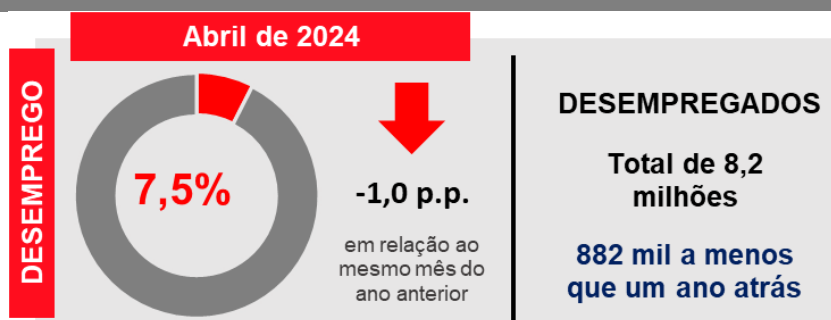 Abril de 2024
DESEMPREGO
7,5%
-1,0 p.p.
em relação ao
mesmo mês do
ano anterior
DESEMPREGADOS
Total de 8,2
milhões
882 mil a menos
que um ano atrás